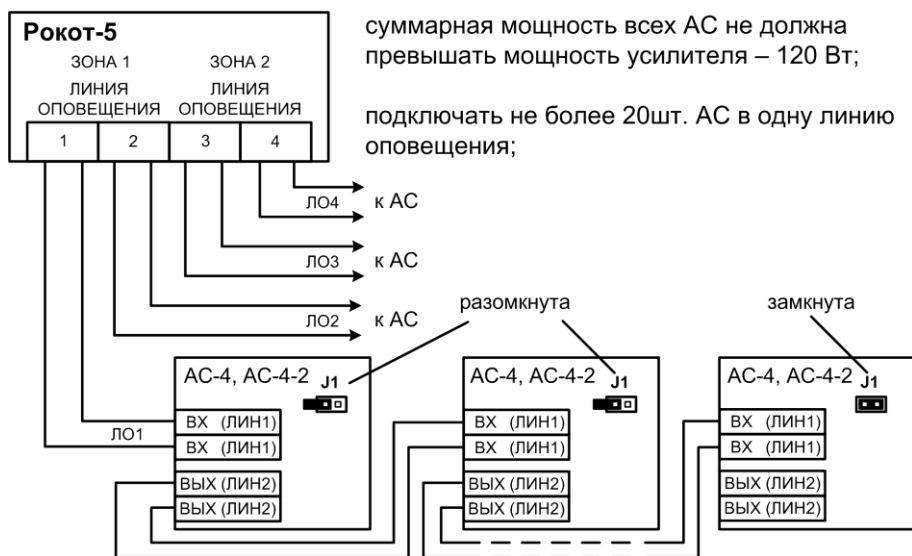 Рокот-5
ЗОНА 1
ЗОНА 2
ЛИНИЯ
ОПОВЕЩЕНИЯ
ЛИНИЯ
ОПОВЕЩЕНИЯ
1
2
3
4
суммарная мощность всех АС не должна
превышать мощность усилителя – 120 Вт;
подключать не более 20шт. АС в одну линию
оповещения;
ЛО4
к АС
ЛО3
к АС
ЛО2
к АС
разомкнута
замкнута
АС-4, АС-4-2
J1
АС-4, АС-4-2
J1
АС-4, АС-4-2
J1
ЛО1
ВХ (ЛИН1)
ВХ (ЛИН1)
ВЫХ (ЛИН2)
ВЫХ (ЛИН2)
ВХ (ЛИН1)
ВХ (ЛИН1)
ВЫХ (ЛИН2)
ВЫХ (ЛИН2)
ВХ (ЛИН1)
ВХ (ЛИН1)
ВЫХ (ЛИН2)
ВЫХ (ЛИН2)